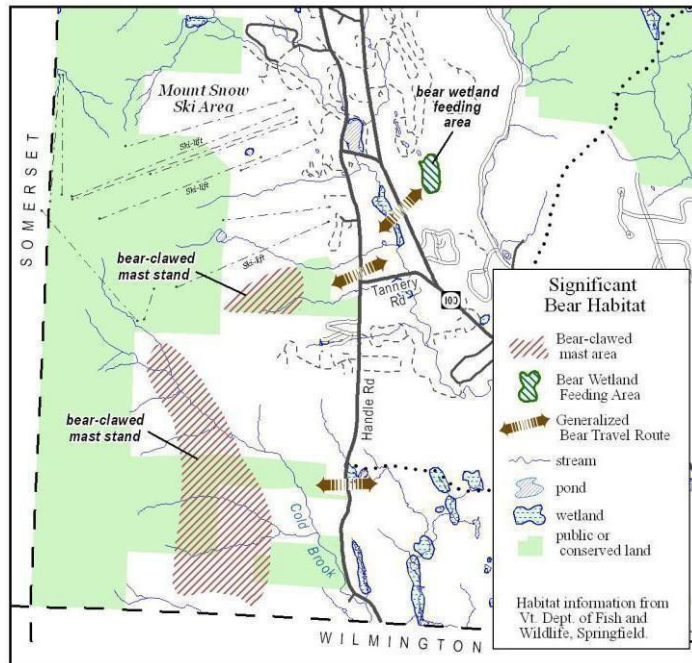 Mount Snow
Ski Area
bear wetland
feeding
area
Ski-lift
Ski-lift
SOMERSET
bear-clawed
mast stand
Tannery
Rd
100
bear-clawed
mast stand
Handle Rd
Cold
Brook
WILMINGTON
Significant
Bear Habitat
Bear-clawed
mast area
Bear Wetland
Feeding Area
Generalized
Bear Travel Route
stream
pond
wetland
public or
conserved land
Habitat information from
Vt. Dept. of Fish and
Wildlife, Springfield.